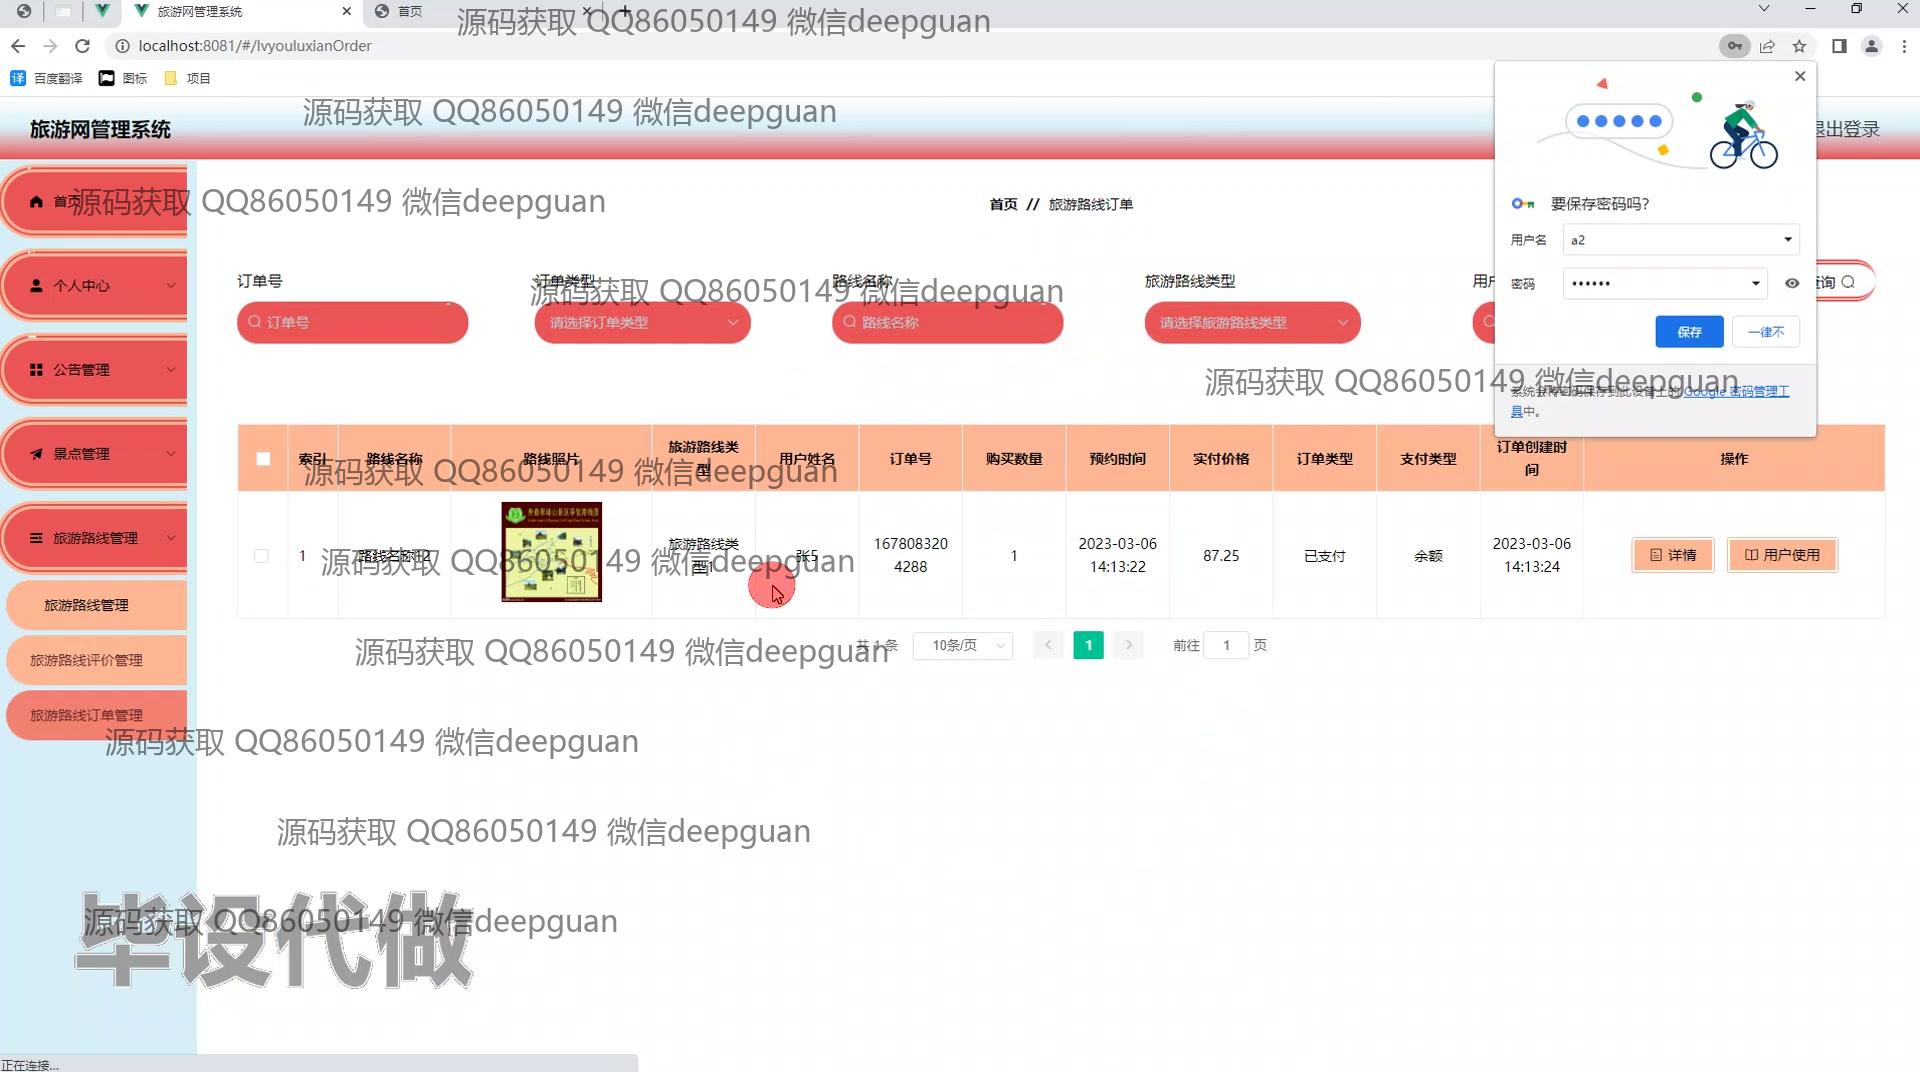 旅游网管理系统
首页
源码获取 QQ86050149 微信deepguan
localhost:8081/#/lvyouluxianOrder
百度翻译
图标
项目
源码获取 QQ86050149 微信deepguan
旅游网管理系统
退出登录
要保存密码吗?
用户名
a2
密码
••••••
保存
一律不
系统会将密码保存到此设备上的 Google 密码管理工
具中。
首页
源码获取 QQ86050149 微信deepguan
首页 // 旅游路线订单
个人中心
公告管理
景点管理
旅游路线管理
旅游路线管理
旅游路线评价管理
旅游路线订单管理
订单号
订单类型
路线名称
旅游路线类型
源码获取 QQ86050149 微信deepguan
订单号
请选择订单类型
路线名称
请选择旅游路线类型
源码获取 QQ86050149 微信deepguan
索引
路线名称
路线照片
旅游路线类
型
用户姓名
订单号
购买数量
预约时间
实付价格
订单类型
支付类型
订单创建时
间
操作
源码获取 QQ86050149 微信deepguan
1
路线名称12
旅游路线类
型1
张5
167808320
4288
1
2023-03-06
14:13:22
87.25
已支付
余额
2023-03-06
14:13:24
详情
用户使用
源码获取 QQ86050149 微信deepguan
共 1 条
10条/页
1
前往 1 页
源码获取 QQ86050149 微信deepguan
源码获取 QQ86050149 微信deepguan
源码获取 QQ86050149 微信deepguan
源码获取 QQ86050149 微信deepguan
毕设代做
正在连接...